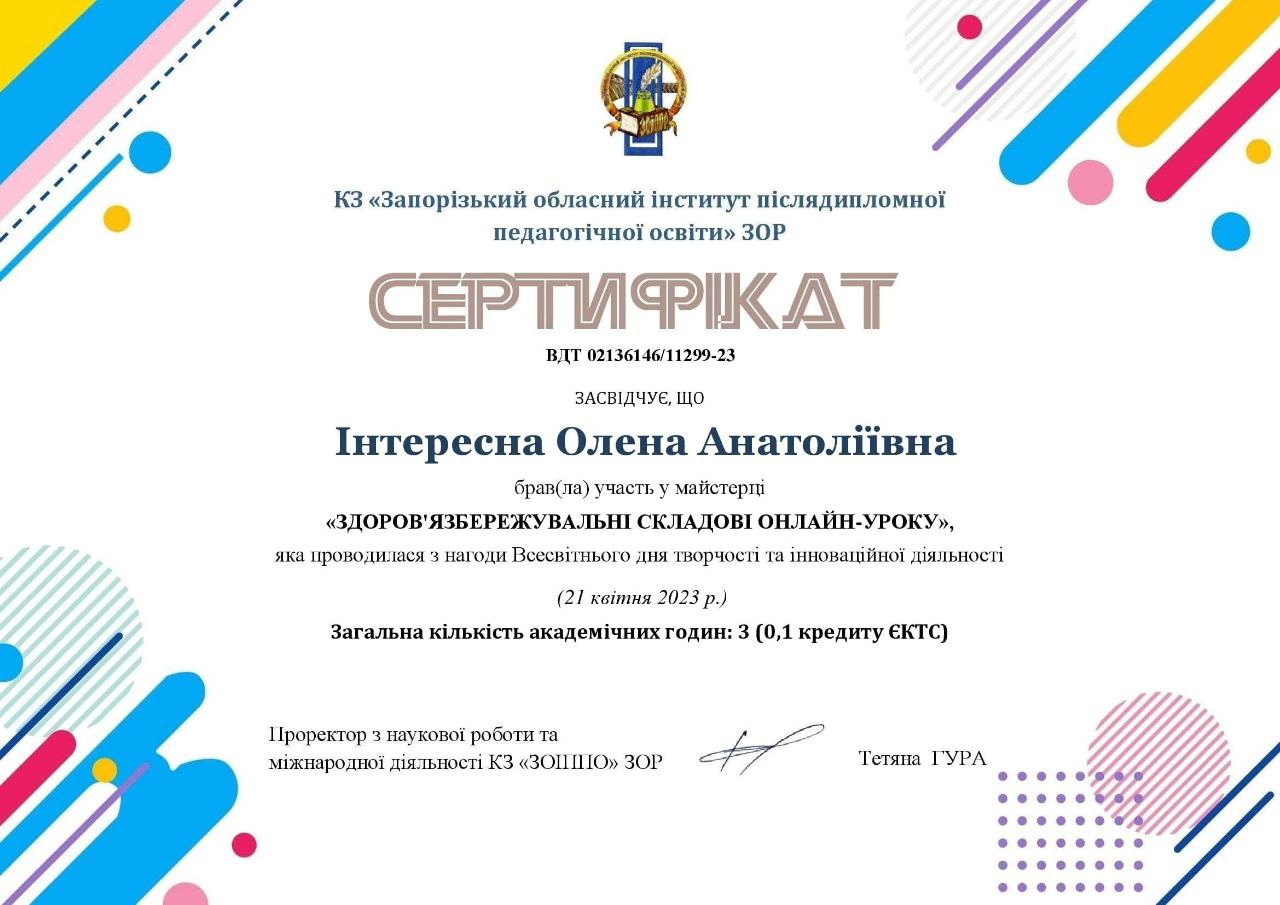 КЗ «Запорізький обласний інститут післядипломної
педагогічної освіти» ЗОР
СЕРТИФІКАТ
ВДТ 02136146/11299-23
ЗАСВІДЧУЄ, ЩО
Інтересна Олена Анатоліївна
брав(ла) участь у майстерці
«ЗДОРОВ'ЯЗБЕРЕЖУВАЛЬНІ СКЛАДОВІ ОНЛАЙН-УРОКУ»,
яка проводилася з нагоди Всесвітнього дня творчості та інноваційної діяльності
(21 квітня 2023 р.)
Загальна кількість академічних годин: 3 (0,1 кредиту ЄКТС)
Проректор з наукової роботи та
міжнародної діяльності КЗ «ЗОІППО» ЗОР
Тетяна ГУРА